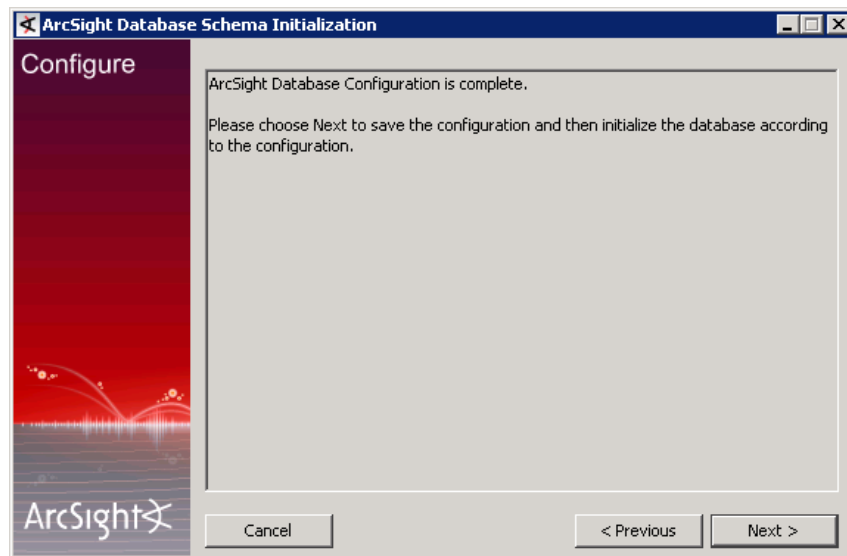 ArcSight Database Schema Initialization
Configure
ArcSight Database Configuration is complete.
Please choose Next to save the configuration and then initialize the database according
to the configuration.
ArcSight
Cancel
< Previous
Next >